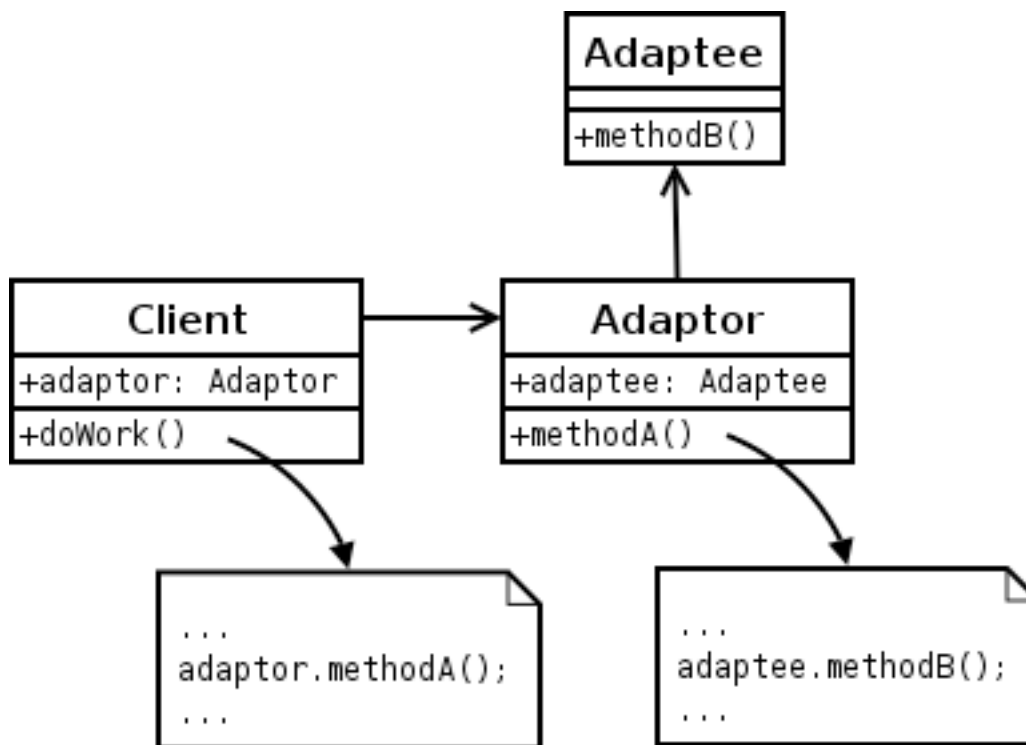 Adaptee
+methodB()
Client
+adaptor: Adaptor
+doWork()
Adaptor
+adaptee: Adaptee
+methodA()
...
adaptor.methodA();
...
...
adaptee.methodB();
...